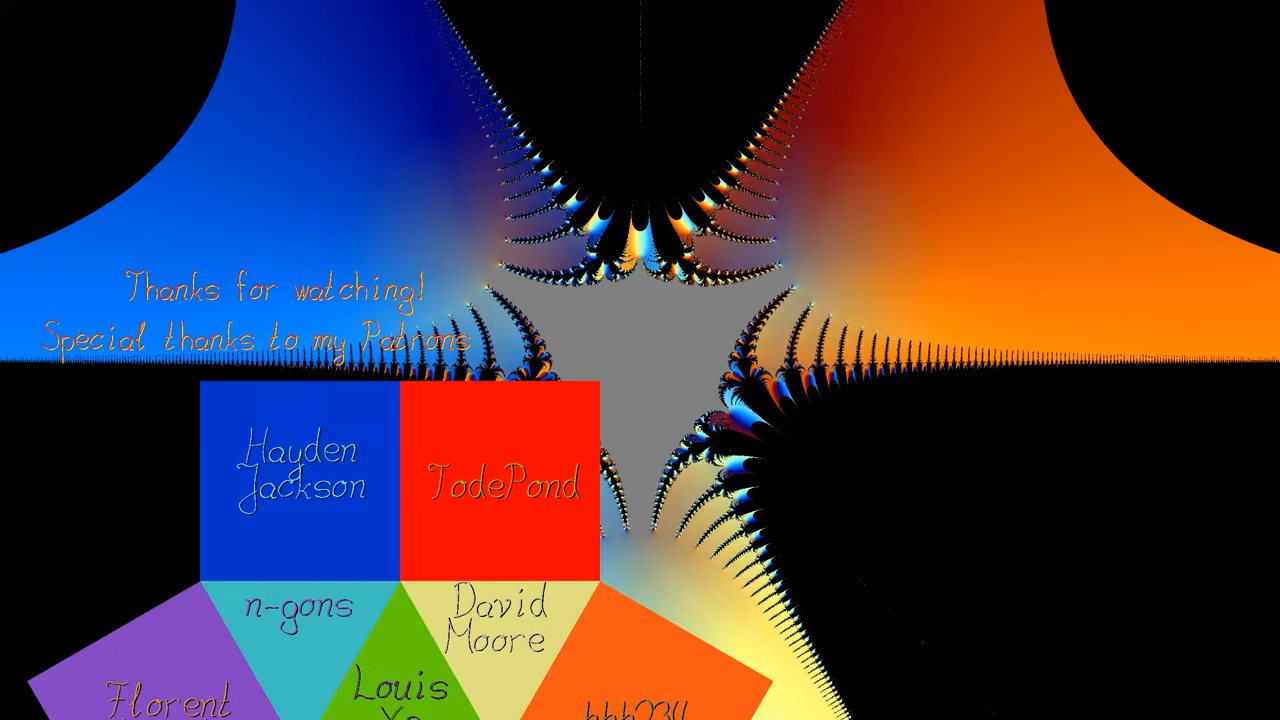 Thanks for watching!
Special thanks to my Patrons
Hayden
Jackson
TodePond
n-gons
David
Moore
Louis
Florent